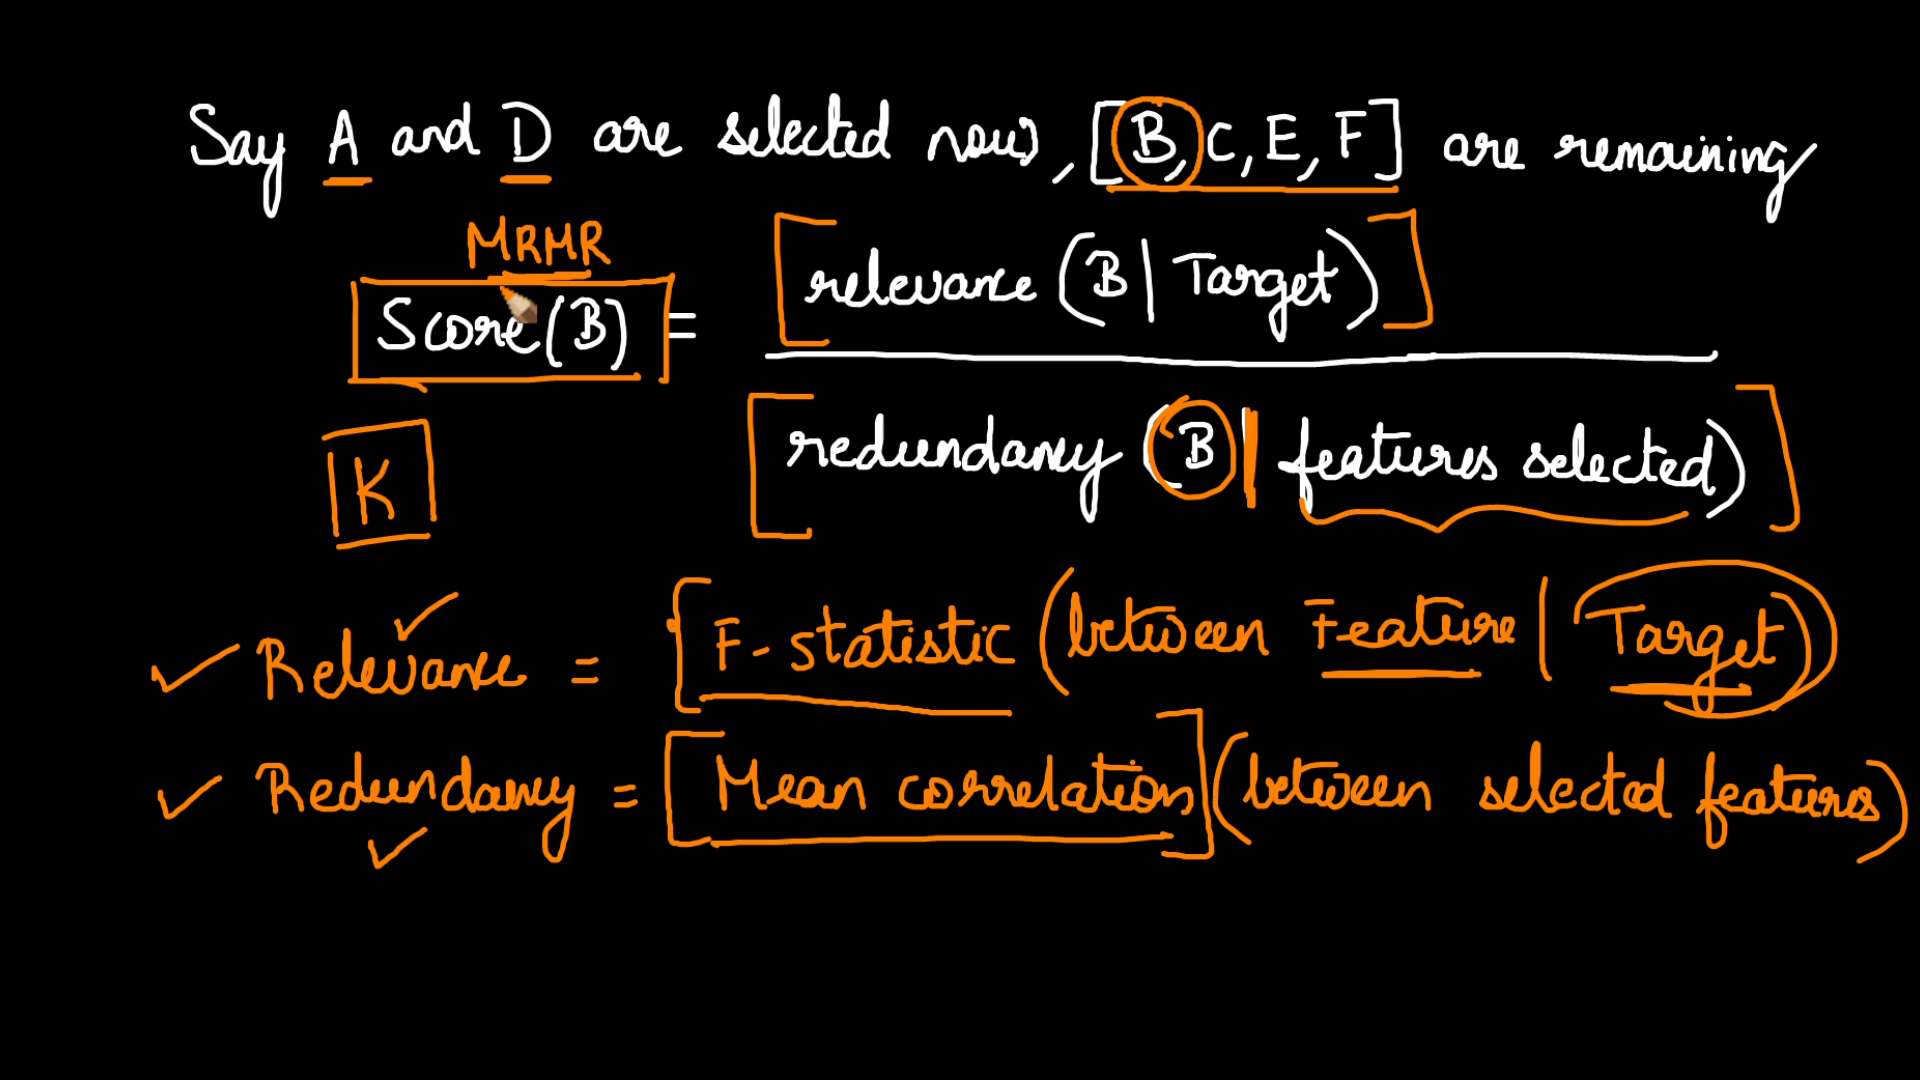 Say A and D are selected now, [B, C, E, F] are remaining
MRMR
Score(B) = relevance (B | Target)
redundancy (B | features selected)
K
Relevance = F-statistic (between Feature | Target)
Redundancy = [Mean correlation] (between selected features)